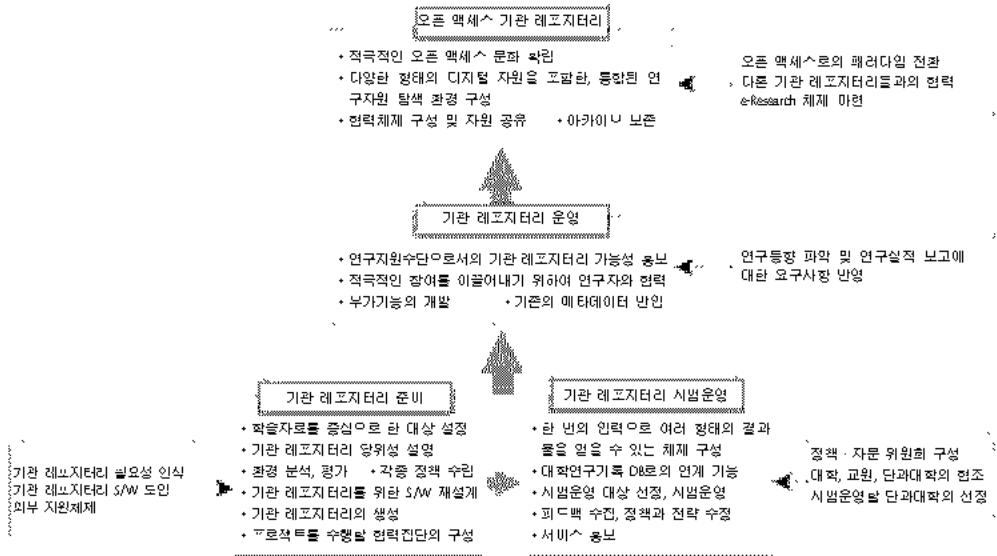 오픈 액세스 기관 레포지터리
• 적극적인 오픈 액세스 문화 확립
• 다양한 형태의 디지털 자원을 포함한, 통합된 연
구자원 탐색 환경 구성
• 협력체제 구성 및 자원 공유 • 아카이브 보존
오픈 액세스로의 패러다임 전환
다른 기관 레포지터리들과의 협력
e-Research 체제 마련
기관 레포지터리 운영
• 연구지원수단으로서의 기관 레포지터리 가능성 홍보
• 적극적인 참여를 이끌어내기 위하여 연구자와 협력
• 부가기능의 개발 • 기존의 메타데이터 반입
연구동향 파악 및 연구실적 보고에
대한 요구사항 반영
기관 레포지터리 준비
• 학술자료를 중심으로 한 대상 설정
• 기관 레포지터리 당위성 설명
• 환경 분석, 평가 • 각종 정책 수립
• 기관 레포지터리를 위한 S/W 재설계
• 기관 레포지터리의 생성
• 프로젝트를 수행할 협력집단의 구성
기관 레포지터리 필요성 인식
기관 레포지터리 S/W 도입
외부 지원체제
기관 레포지터리 시범운영
• 한 번의 입력으로 여러 형태의 결과
물을 얻을 수 있는 체제 구성
• 대학연구기록 DB로의 연계 기능
• 시범운영 대상 선정, 시범운영
• 피드백 수집, 정책과 전략 수정
• 서비스 홍보
정책 · 자문 위원회 구성
대학, 교원, 단과대학의 협조
시범운영할 단과대학의 선정